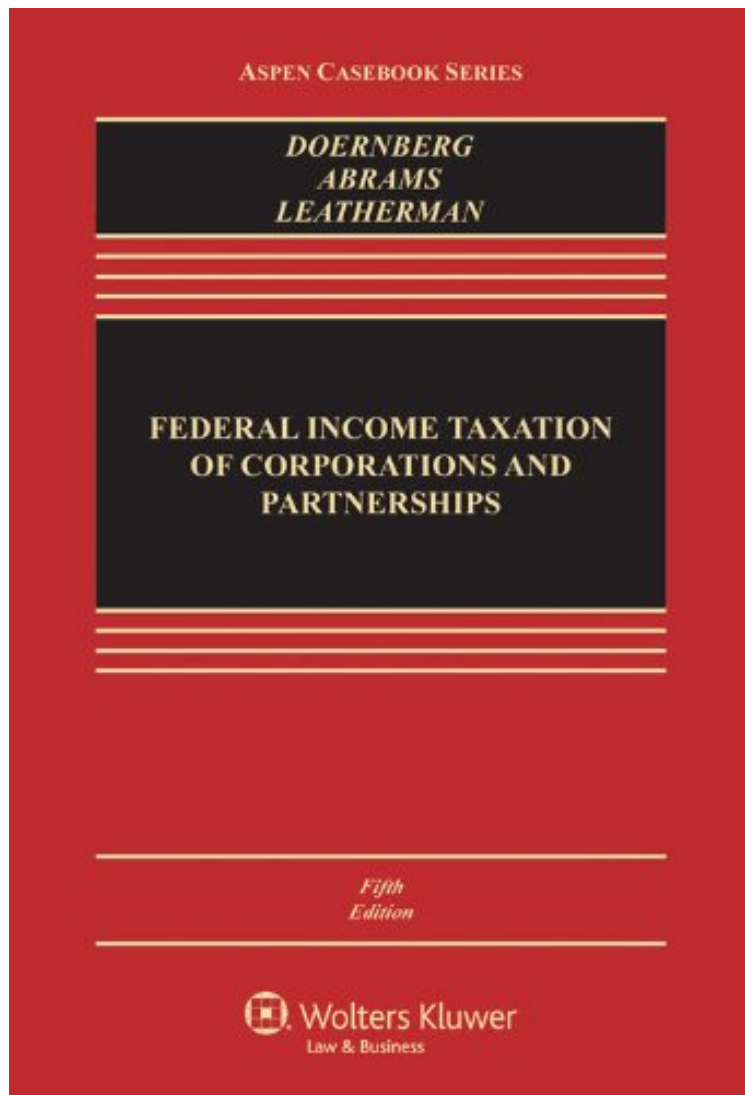 ASPEN CASEBOOK SERIES
DOERNBERG
ABRAMS
LEATHERMAN
FEDERAL INCOME TAXATION
OF CORPORATIONS AND
PARTNERSHIPS
Fifth
Edition
Wolters Kluwer
Law & Business